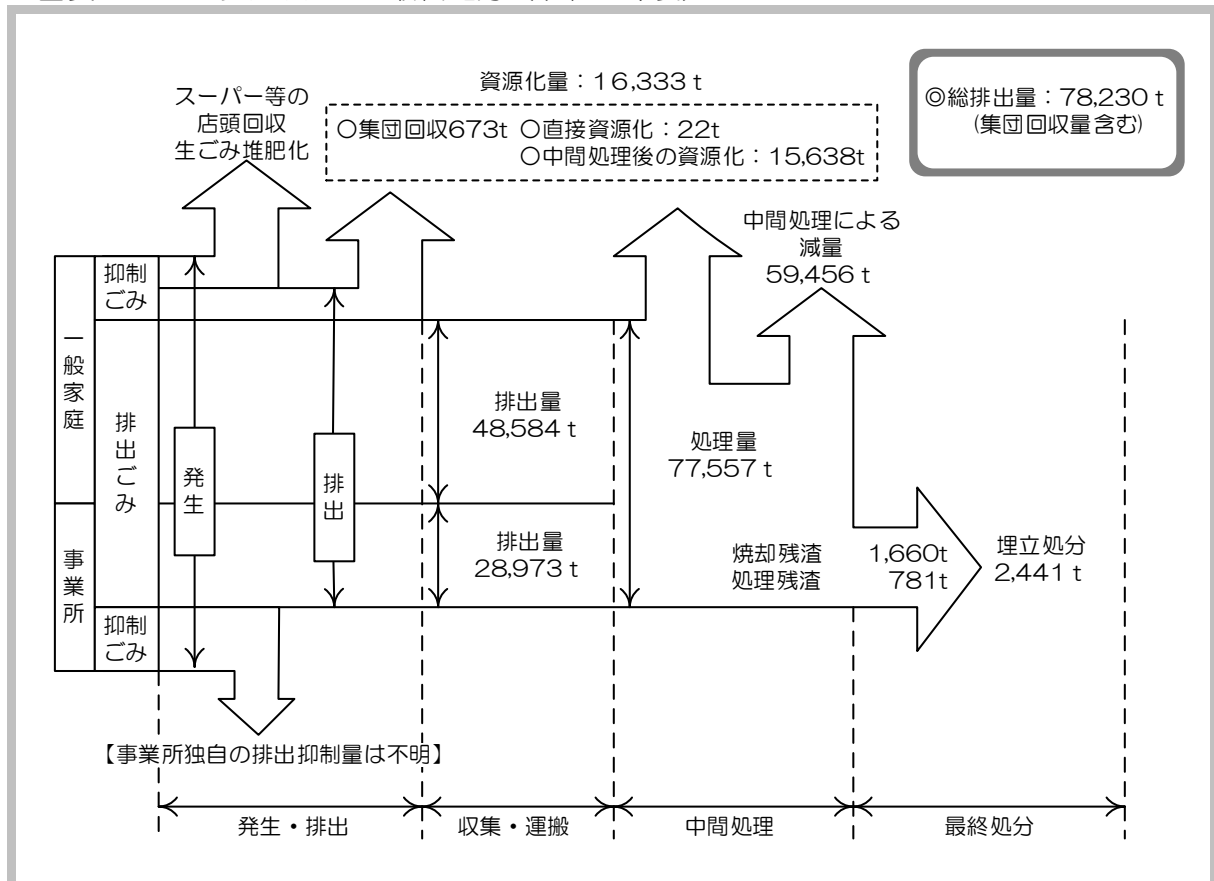 資源化量：16,333ｔ
◎総排出量：78,230ｔ
(集団回収量含む)
スーパー等の
店頭回収
生ごみ堆肥化
○集団回収673t ○直接資源化：22t
○中間処理後の資源化：15,638t
中間処理による
減量
59,456ｔ
一般家庭
抑制
ごみ
排出ごみ
発生
排出
排出量
48,584ｔ
処理量
77,557ｔ
事業所
排出量
28,973ｔ
焼却残渣 1,660t
処理残渣 781t
埋立処分
2,441ｔ
抑制
ごみ
【事業所独自の排出抑制量は不明】
発生・排出 収集・運搬 中間処理 最終処分